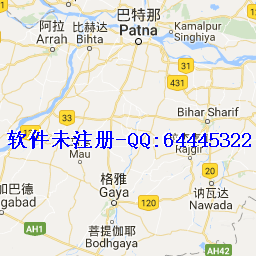 巴特那
Patna
阿拉
Arrah
比赫达
Bihta
Kamalpur
Singhiya
31
431
33
Bihar Sharif
软件未注册-QQ:64445322
Mau
Rajgir
20
加巴德
gabad
格雅
Gaya
120
讷瓦达
Nawada
AH1
菩提伽耶
Bodhgaya
AH42